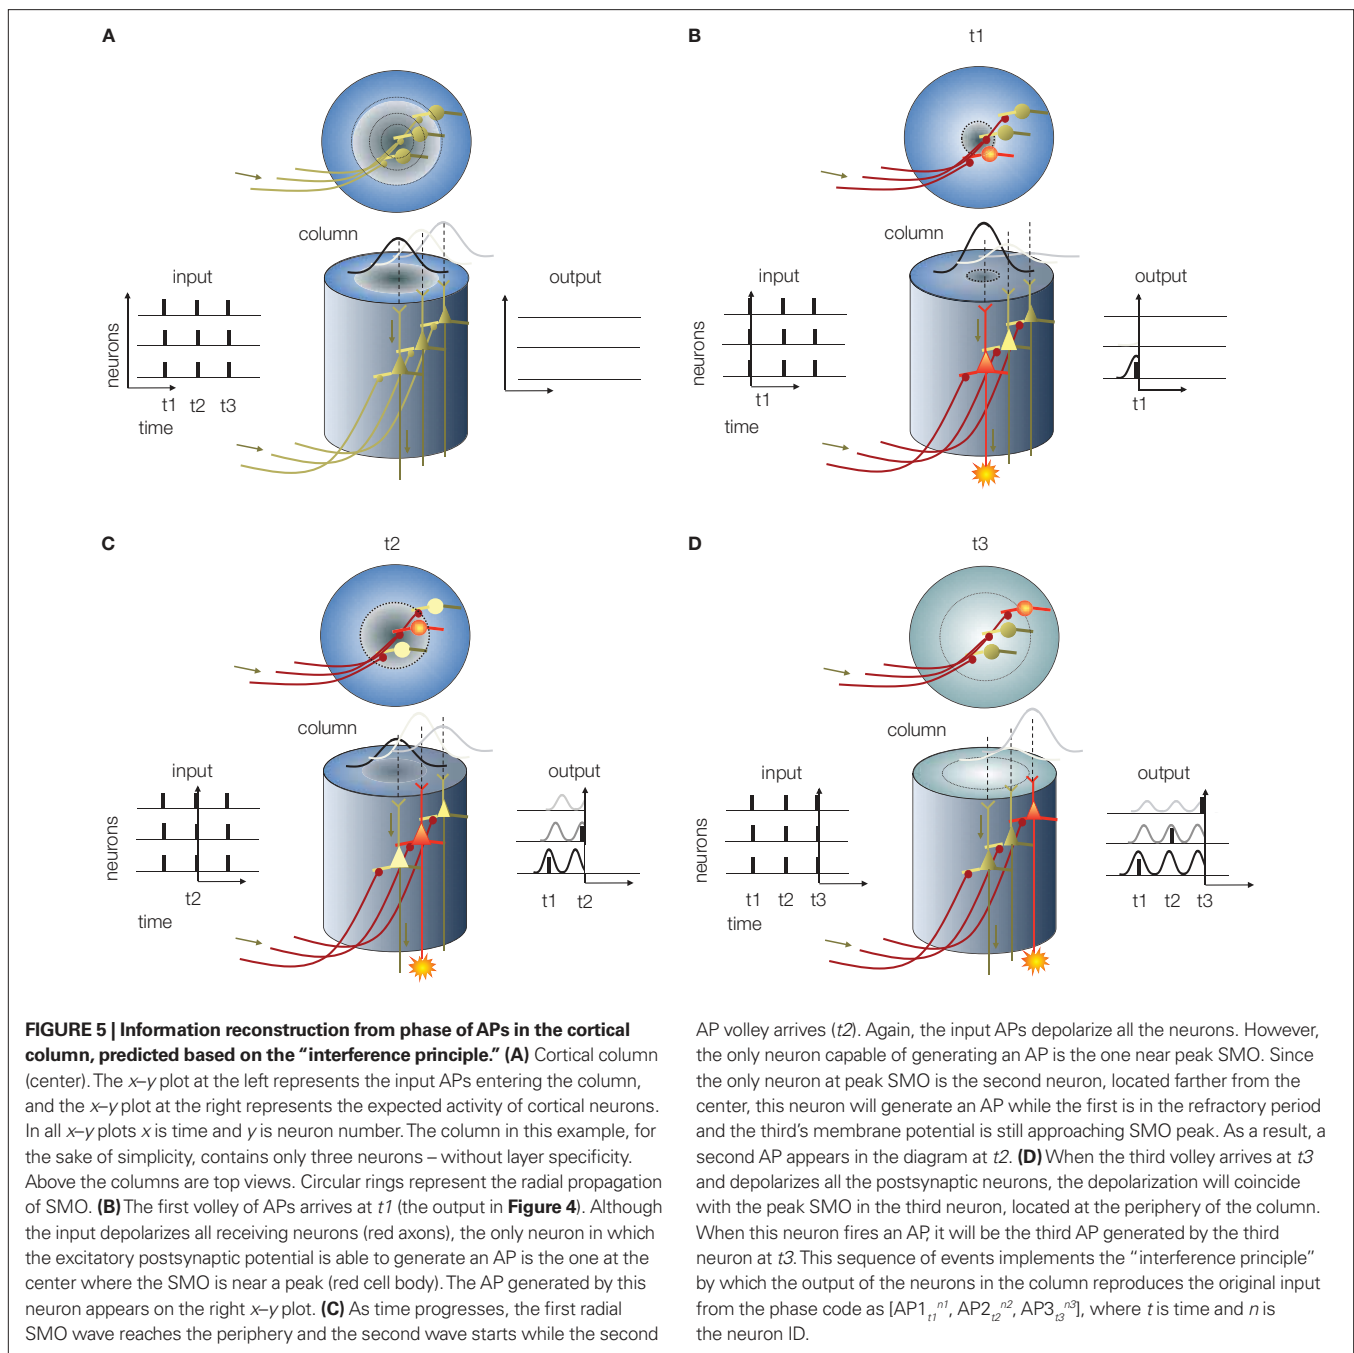 A
column
input
output
neurons
t1 t2 t3
time
B
t1
column
input
output
neurons
t1
t1
time
C
t2
column
input
output
neurons
t2
t1 t2
time
D
t3
column
input
output
neurons
t1 t2 t3
t1 t2 t3
time
FIGURE 5 | Information reconstruction from phase of APs in the cortical
column, predicted based on the “interference principle.” (A) Cortical column
(center). The x–y plot at the left represents the input APs entering the column,
and the x–y plot at the right represents the expected activity of cortical neurons.
In all x–y plots x is time and y is neuron number. The column in this example, for
the sake of simplicity, contains only three neurons – without layer specificity.
Above the columns are top views. Circular rings represent the radial propagation
of SMO. (B) The first volley of APs arrives at t1 (the output in Figure 4). Although
the input depolarizes all receiving neurons (red axons), the only neuron in which
the excitatory postsynaptic potential is able to generate an AP is the one at the
center where the SMO is near a peak (red cell body). The AP generated by this
neuron appears on the right x–y plot. (C) As time progresses, the first radial
SMO wave reaches the periphery and the second wave starts while the second
AP volley arrives (t2). Again, the input APs depolarize all the neurons. However,
the only neuron capable of generating an AP is the one near peak SMO. Since
the only neuron at peak SMO is the second neuron, located farther from the
center, this neuron will generate an AP while the first is in the refractory period
and the third’s membrane potential is still approaching SMO peak. As a result, a
second AP appears in the diagram at t2. (D) When the third volley arrives at t3
and depolarizes all the postsynaptic neurons, the depolarization will coincide
with the peak SMO in the third neuron, located at the periphery of the column.
When this neuron fires an AP, it will be the third AP generated by the third
neuron at t3. This sequence of events implements the “interference principle”
by which the output of the neurons in the column reproduces the original input
from the phase code as [AP1t1n1, AP2t2n2, AP3t3n3], where t is time and n is
the neuron ID.